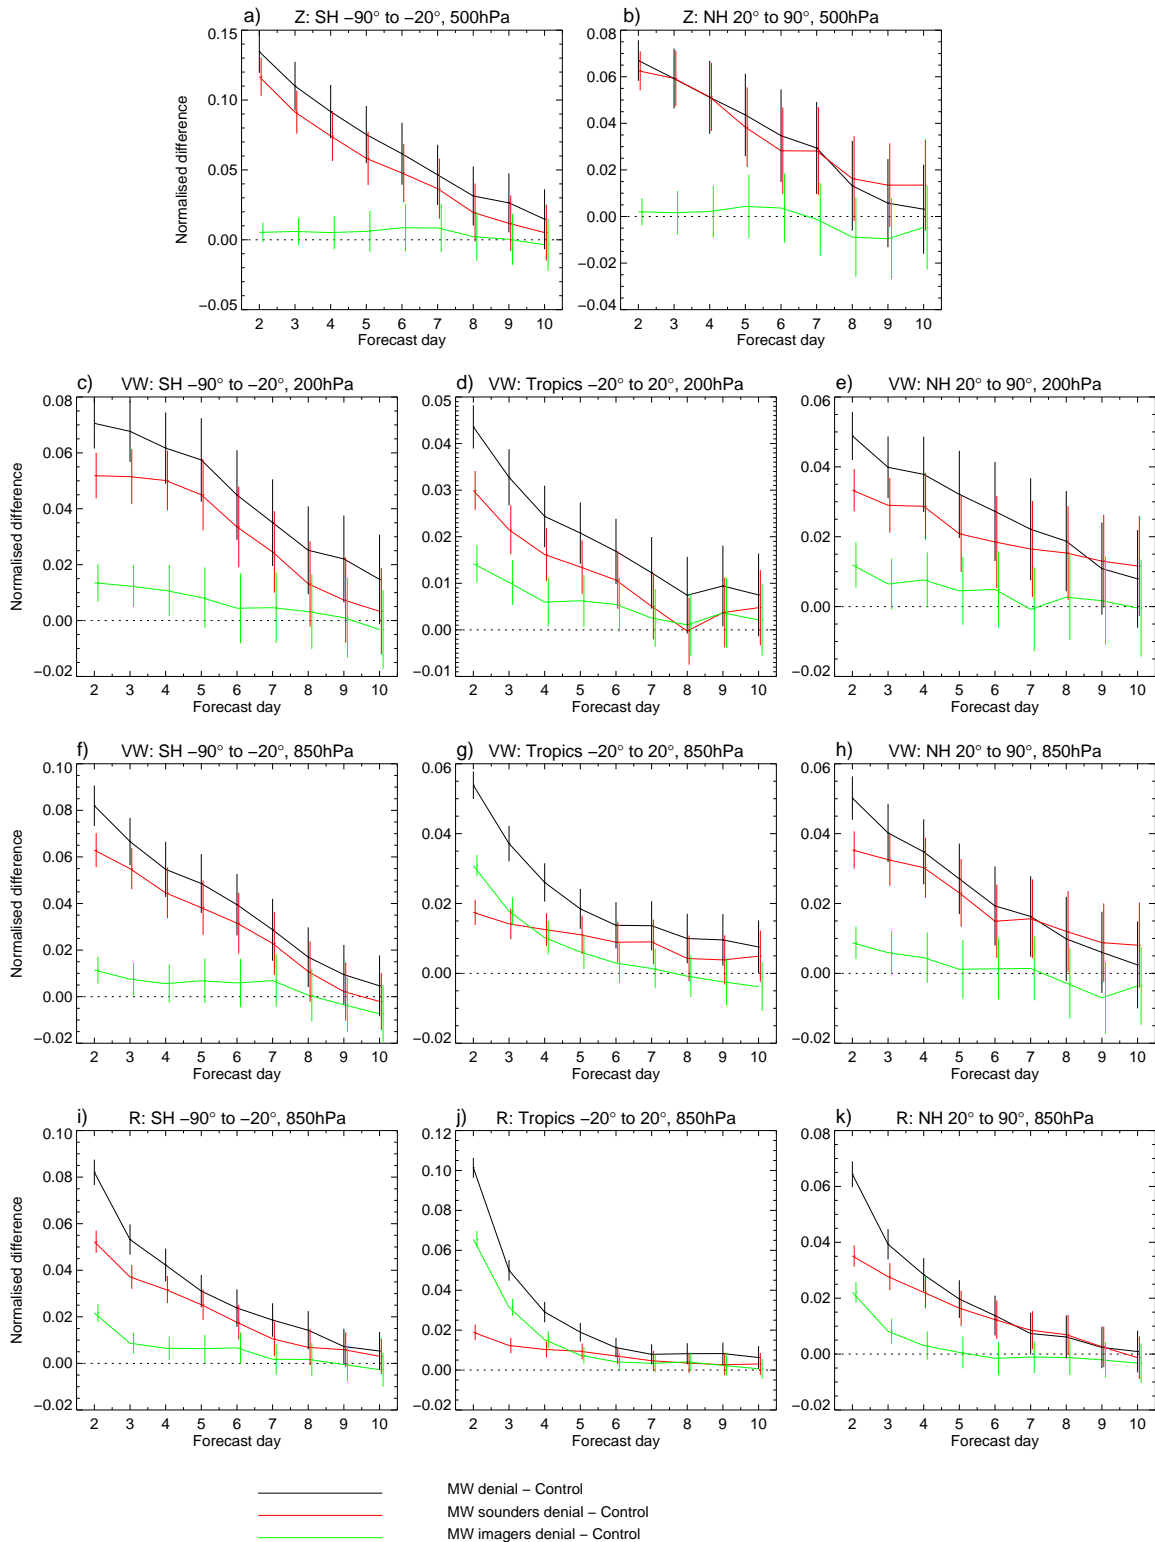 a) Z: SH −90° to −20°, 500hPa
0.15
0.10
0.05
0.00
−0.05
Normalised difference
2 3 4 5 6 7 8 9 10
Forecast day
b) Z: NH 20° to 90°, 500hPa
0.08
0.06
0.04
0.02
0.00
−0.02
−0.04
2 3 4 5 6 7 8 9 10
Forecast day
c) VW: SH −90° to −20°, 200hPa
0.08
0.06
0.04
0.02
0.00
−0.02
Normalised difference
2 3 4 5 6 7 8 9 10
Forecast day
d) VW: Tropics −20° to 20°, 200hPa
0.05
0.04
0.03
0.02
0.01
0.00
−0.01
2 3 4 5 6 7 8 9 10
Forecast day
e) VW: NH 20° to 90°, 200hPa
0.06
0.04
0.02
0.00
−0.02
2 3 4 5 6 7 8 9 10
Forecast day
f) VW: SH −90° to −20°, 850hPa
0.10
0.08
0.06
0.04
0.02
0.00
−0.02
Normalised difference
2 3 4 5 6 7 8 9 10
Forecast day
g) VW: Tropics −20° to 20°, 850hPa
0.06
0.04
0.02
0.00
−0.02
2 3 4 5 6 7 8 9 10
Forecast day
h) VW: NH 20° to 90°, 850hPa
0.06
0.04
0.02
0.00
−0.02
2 3 4 5 6 7 8 9 10
Forecast day
i) R: SH −90° to −20°, 850hPa
0.10
0.08
0.06
0.04
0.02
0.00
−0.02
Normalised difference
2 3 4 5 6 7 8 9 10
Forecast day
j) R: Tropics −20° to 20°, 850hPa
0.12
0.10
0.08
0.06
0.04
0.02
0.00
−0.02
2 3 4 5 6 7 8 9 10
Forecast day
k) R: NH 20° to 90°, 850hPa
0.08
0.06
0.04
0.02
0.00
−0.02
2 3 4 5 6 7 8 9 10
Forecast day
MW denial − Control
MW sounders denial − Control
MW imagers denial − Control